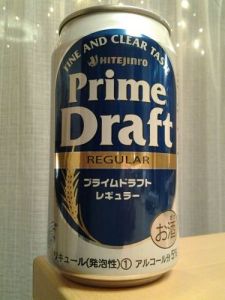 FINE AND CLEAR TASTE
HITEJINRO
Prime
Draft
REGULAR
プライムドラフト
レギュラー
お酒
キュール(発泡性)① アルコール分5%